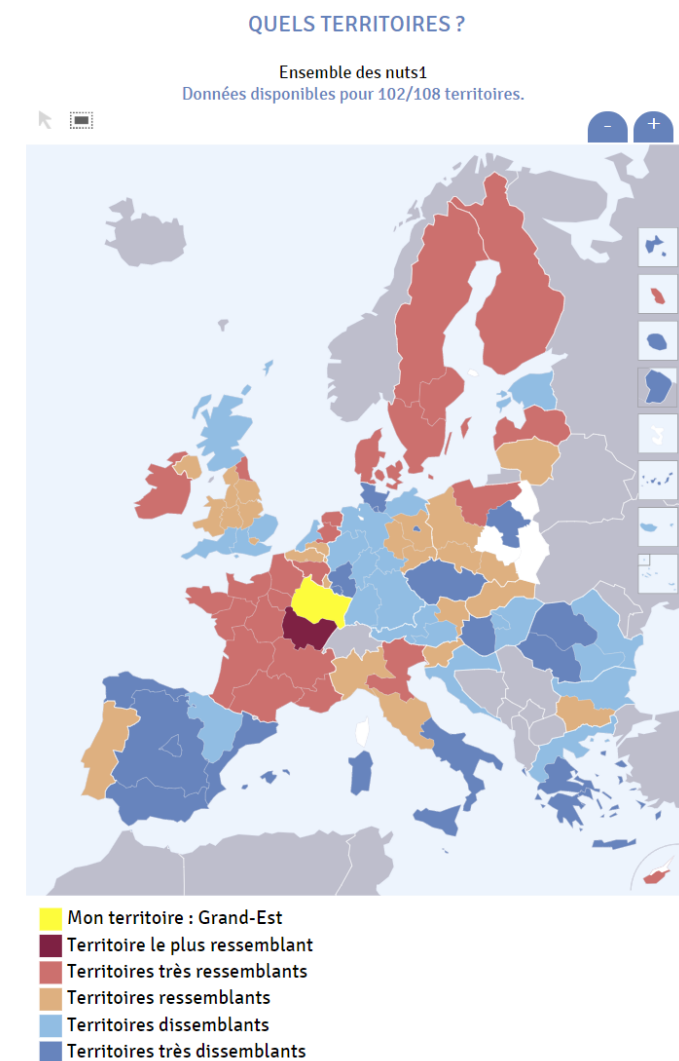 QUELS TERRITOIRES ?
Ensemble des nuts1
Données disponibles pour 102/108 territoires.
- +
Mon territoire : Grand-Est
Territoire le plus ressemblant
Territoires très ressemblants
Territoires ressemblants
Territoires dissemblants
Territoires très dissemblants